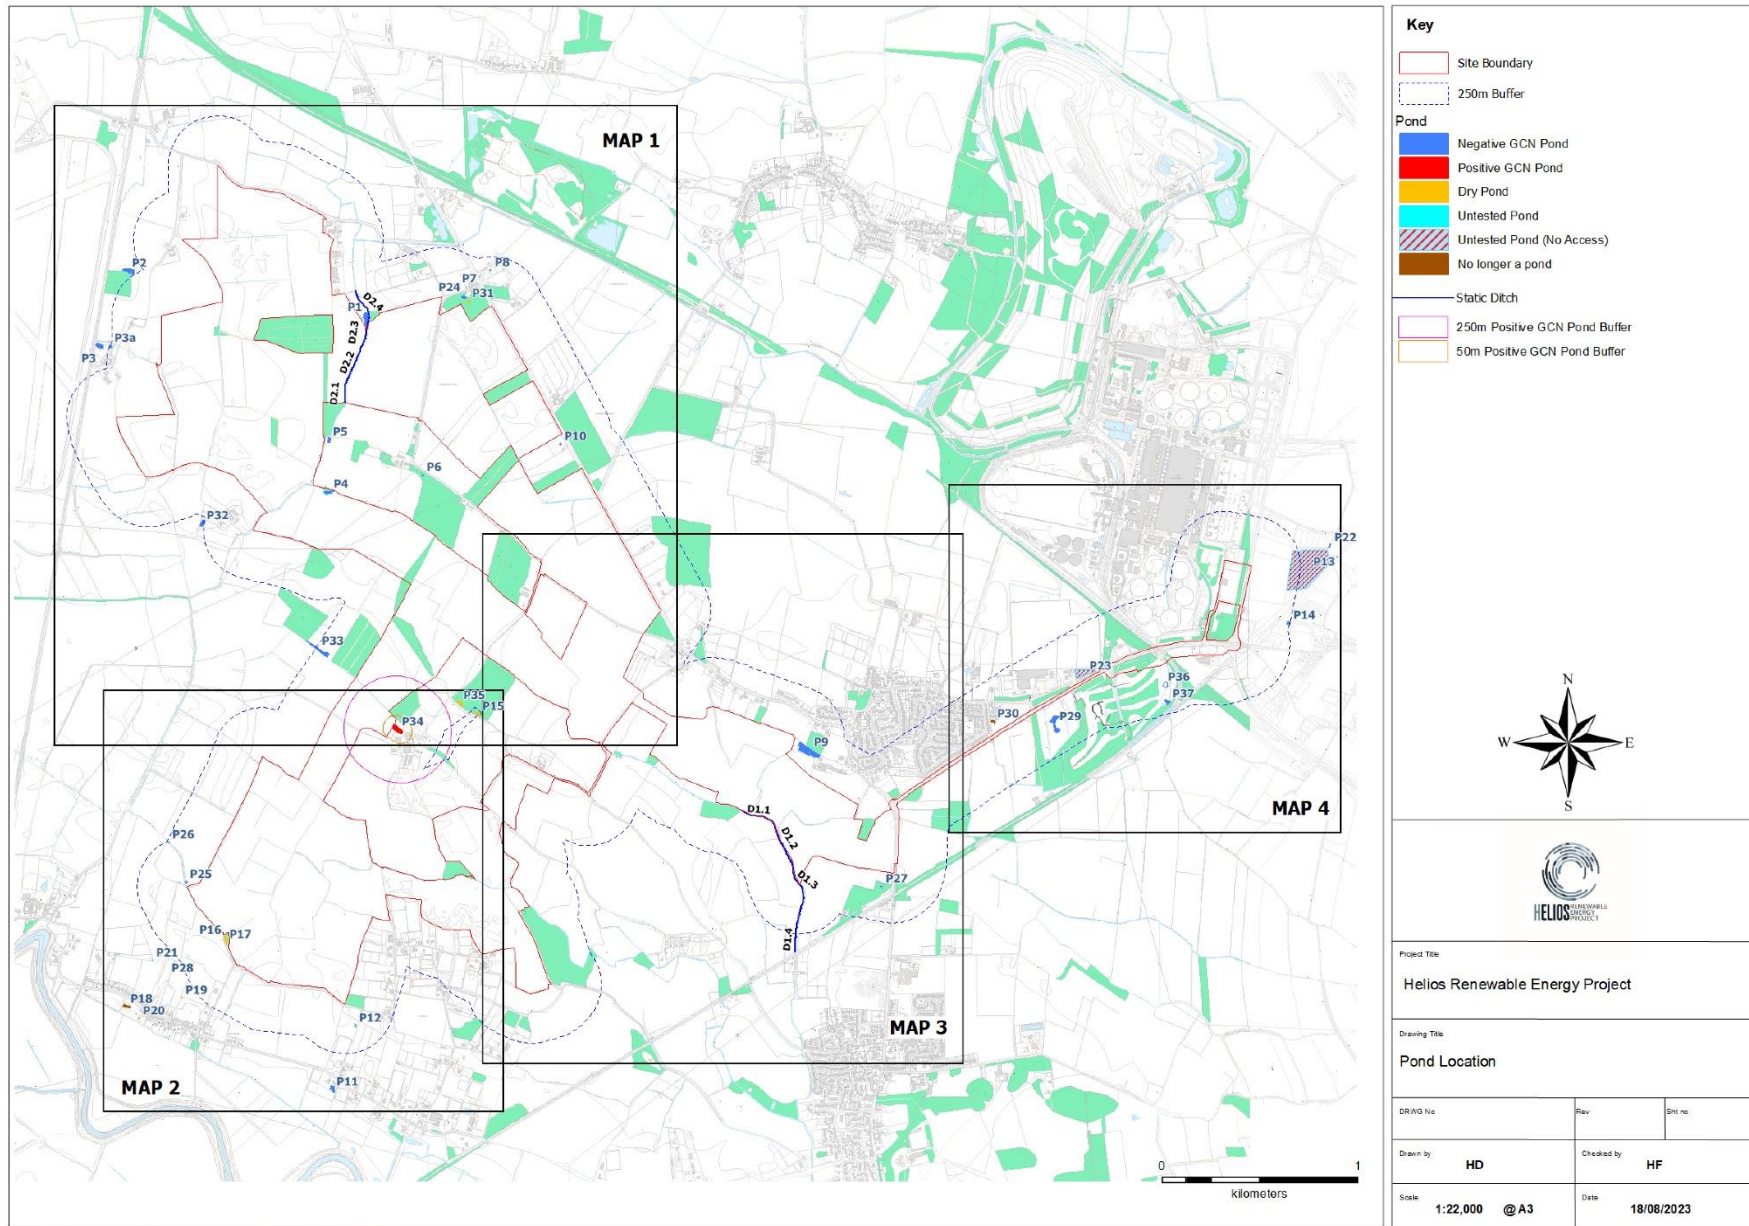 MAP 1
P2
P8
P7
P24
P31
P1
D2.4
D2.3
P3a
P3
D2.2
D2.1
P5
P10
P6
P4
P32
P33
P35
P15
P34
P22
P13
P14
P23
P36
P37
P30
P29
P9
MAP 4
D1.1
D1.2
P26
P25
D1.3
P27
P16
P17
D1.4
P21
P28
P19
P18
P20
P12
MAP 3
P11
MAP 2
0
1
kilometers
Key
Site Boundary
250m Buffer
Pond
Negative GCN Pond
Positive GCN Pond
Dry Pond
Untested Pond
Untested Pond (No Access)
No longer a pond
Static Ditch
250m Positive GCN Pond Buffer
50m Positive GCN Pond Buffer
N
W
E
S
HELIOS RENEWABLE
ENERGY
PROJECT
Project Title
Helios Renewable Energy Project
Drawing Title
Pond Location
DRWG No
Rev
Sht no
Drawn by
HD
Checked by
HF
Scale
1:22,000 @A3
Date
18/08/2023